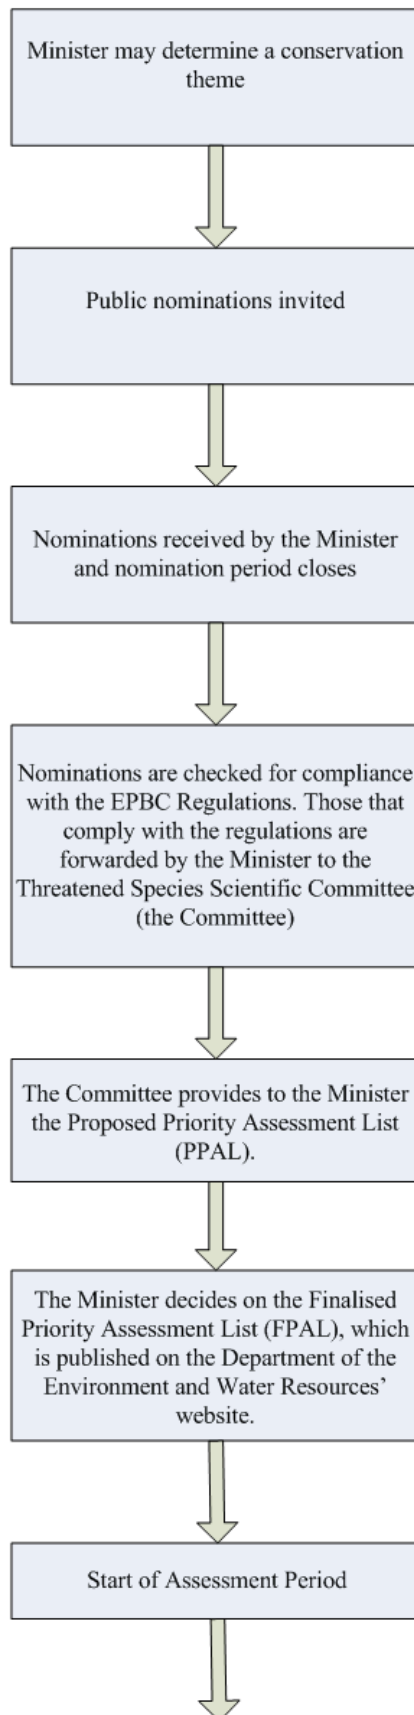 Minister may determine a conservation
theme
Public nominations invited
Nominations received by the Minister
and nomination period closes
Nominations are checked for compliance
with the EPBC Regulations. Those that
comply with the regulations are
forwarded by the Minister to the
Threatened Species Scientific Committee
(the Committee)
The Committee provides to the Minister
the Proposed Priority Assessment List
(PPAL).
The Minister decides on the Finalised
Priority Assessment List (FPAL), which
is published on the Department of the
Environment and Water Resources’
website.
Start of Assessment Period